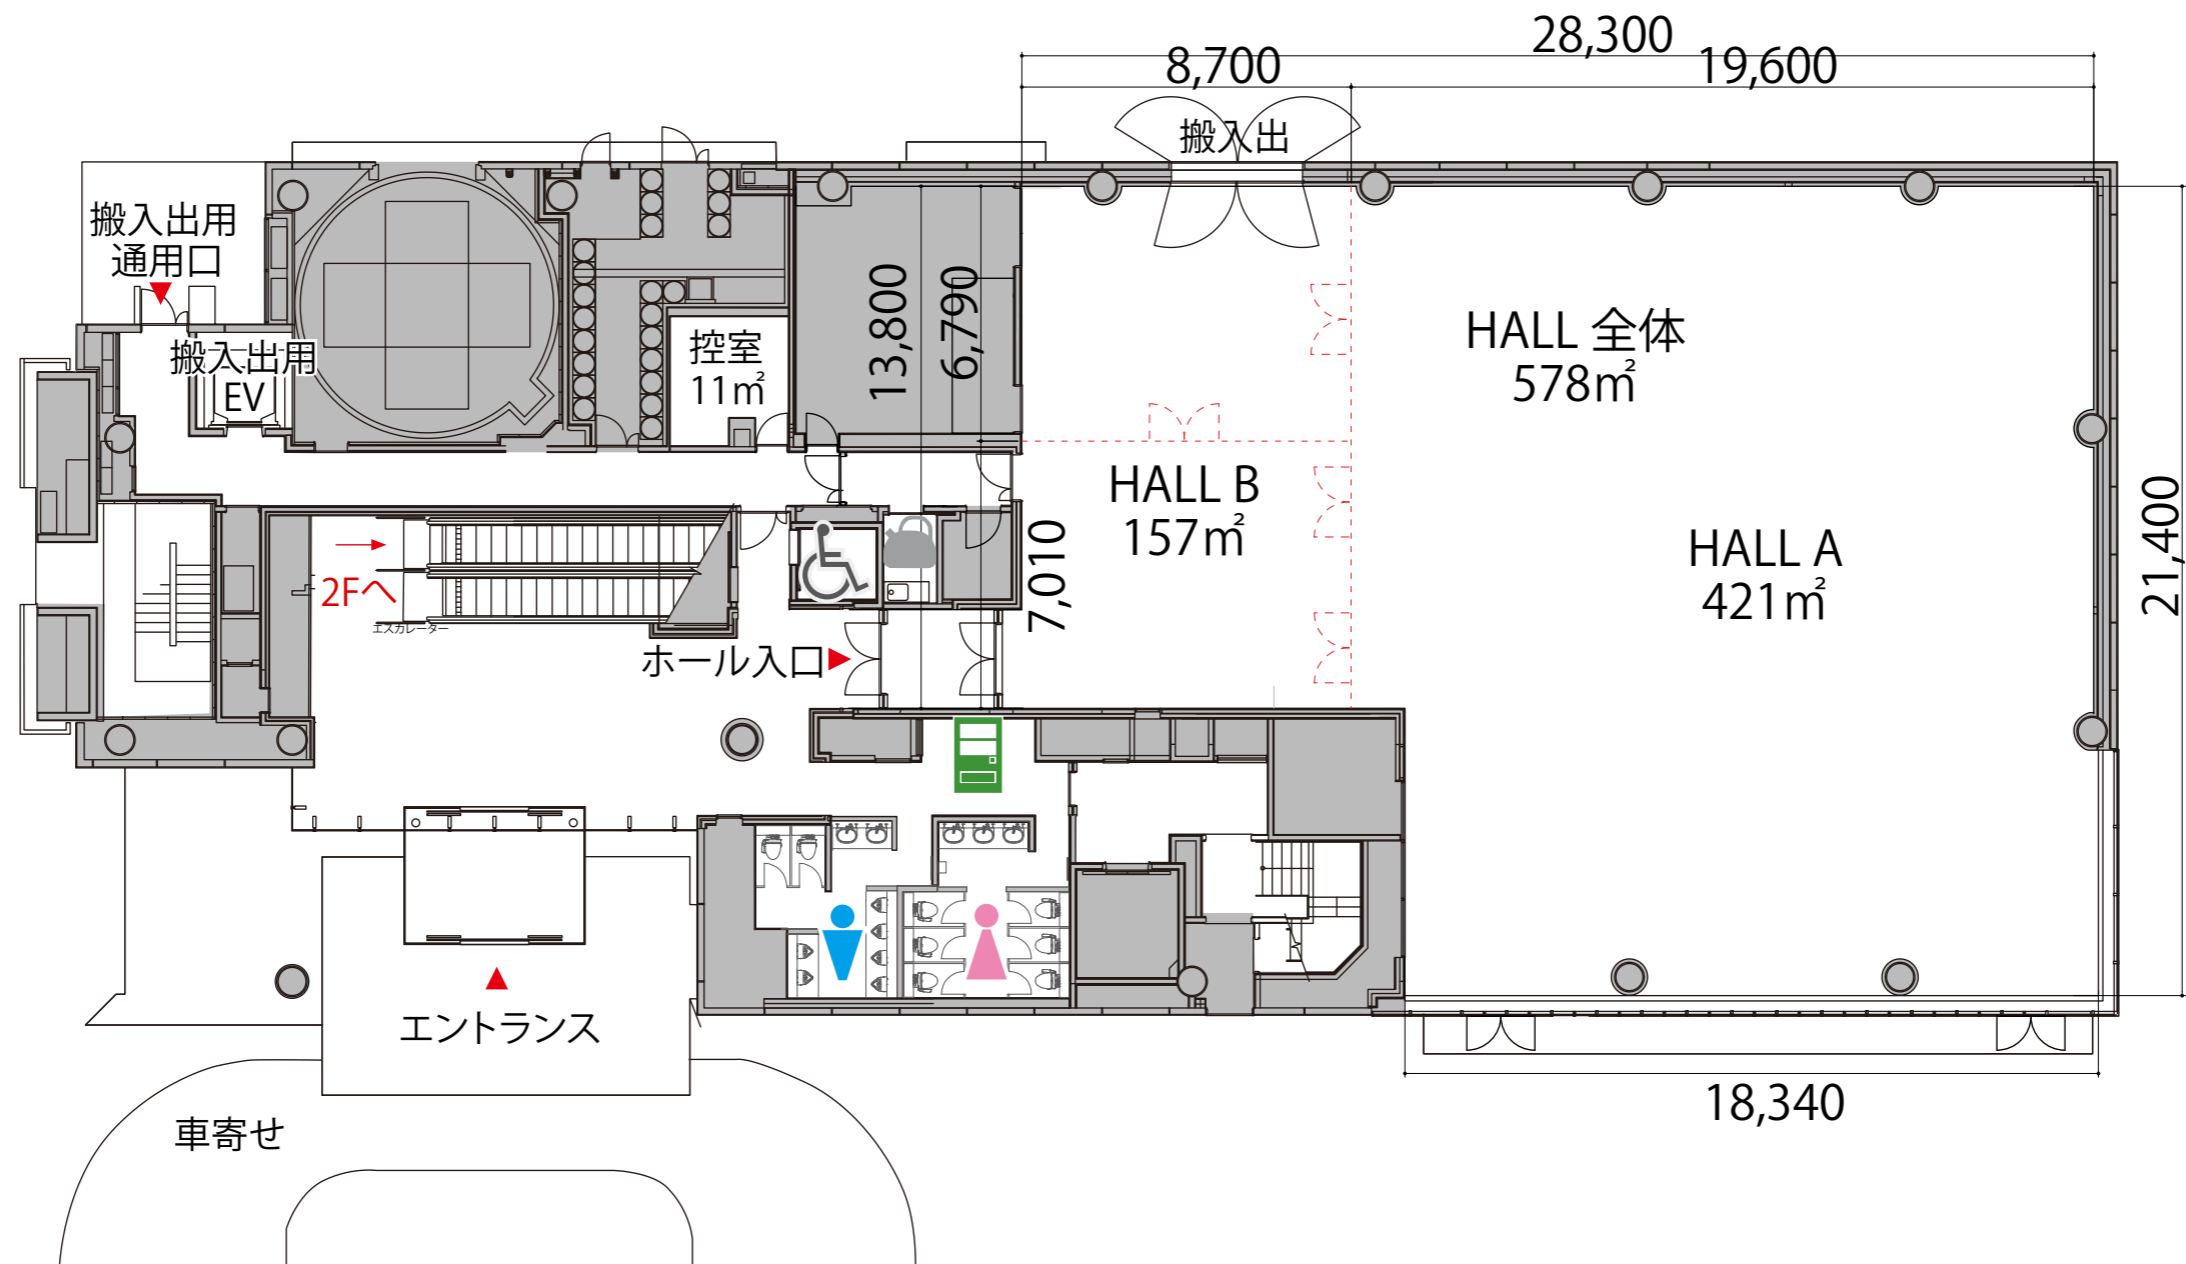 28,300
8,700
19,600
搬入出
搬入出用
通用口
搬入出用
EV
控室
11㎡
13,800
6,790
HALL 全体
578㎡
HALL B
157㎡
HALL A
421㎡
21,400
7,010
2Fへ
エスカレーター
ホール入口
エントランス
18,340
車寄せ